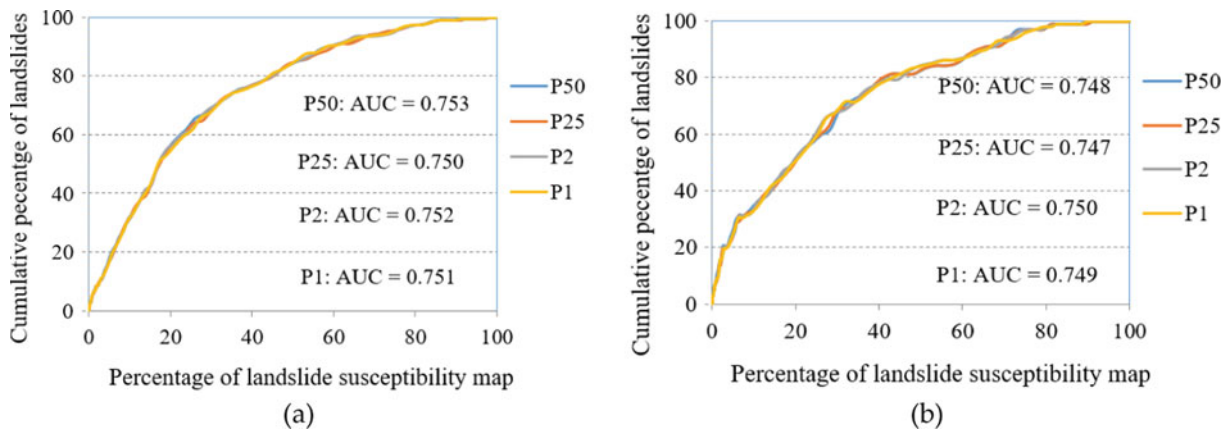 Cumulative pecentge of landslides
100
80
60
40
20
0
0 20 40 60 80 100
P50: AUC = 0.753
P25: AUC = 0.750
P2: AUC = 0.752
P1: AUC = 0.751
P50
P25
P2
P1
Percentage of landslide susceptibility map
(a)
Cumulative pecentge of landslides
100
80
60
40
20
0
0 20 40 60 80 100
P50: AUC = 0.748
P25: AUC = 0.747
P2: AUC = 0.750
P1: AUC = 0.749
P50
P25
P2
P1
Percentage of landslide susceptibility map
(b)